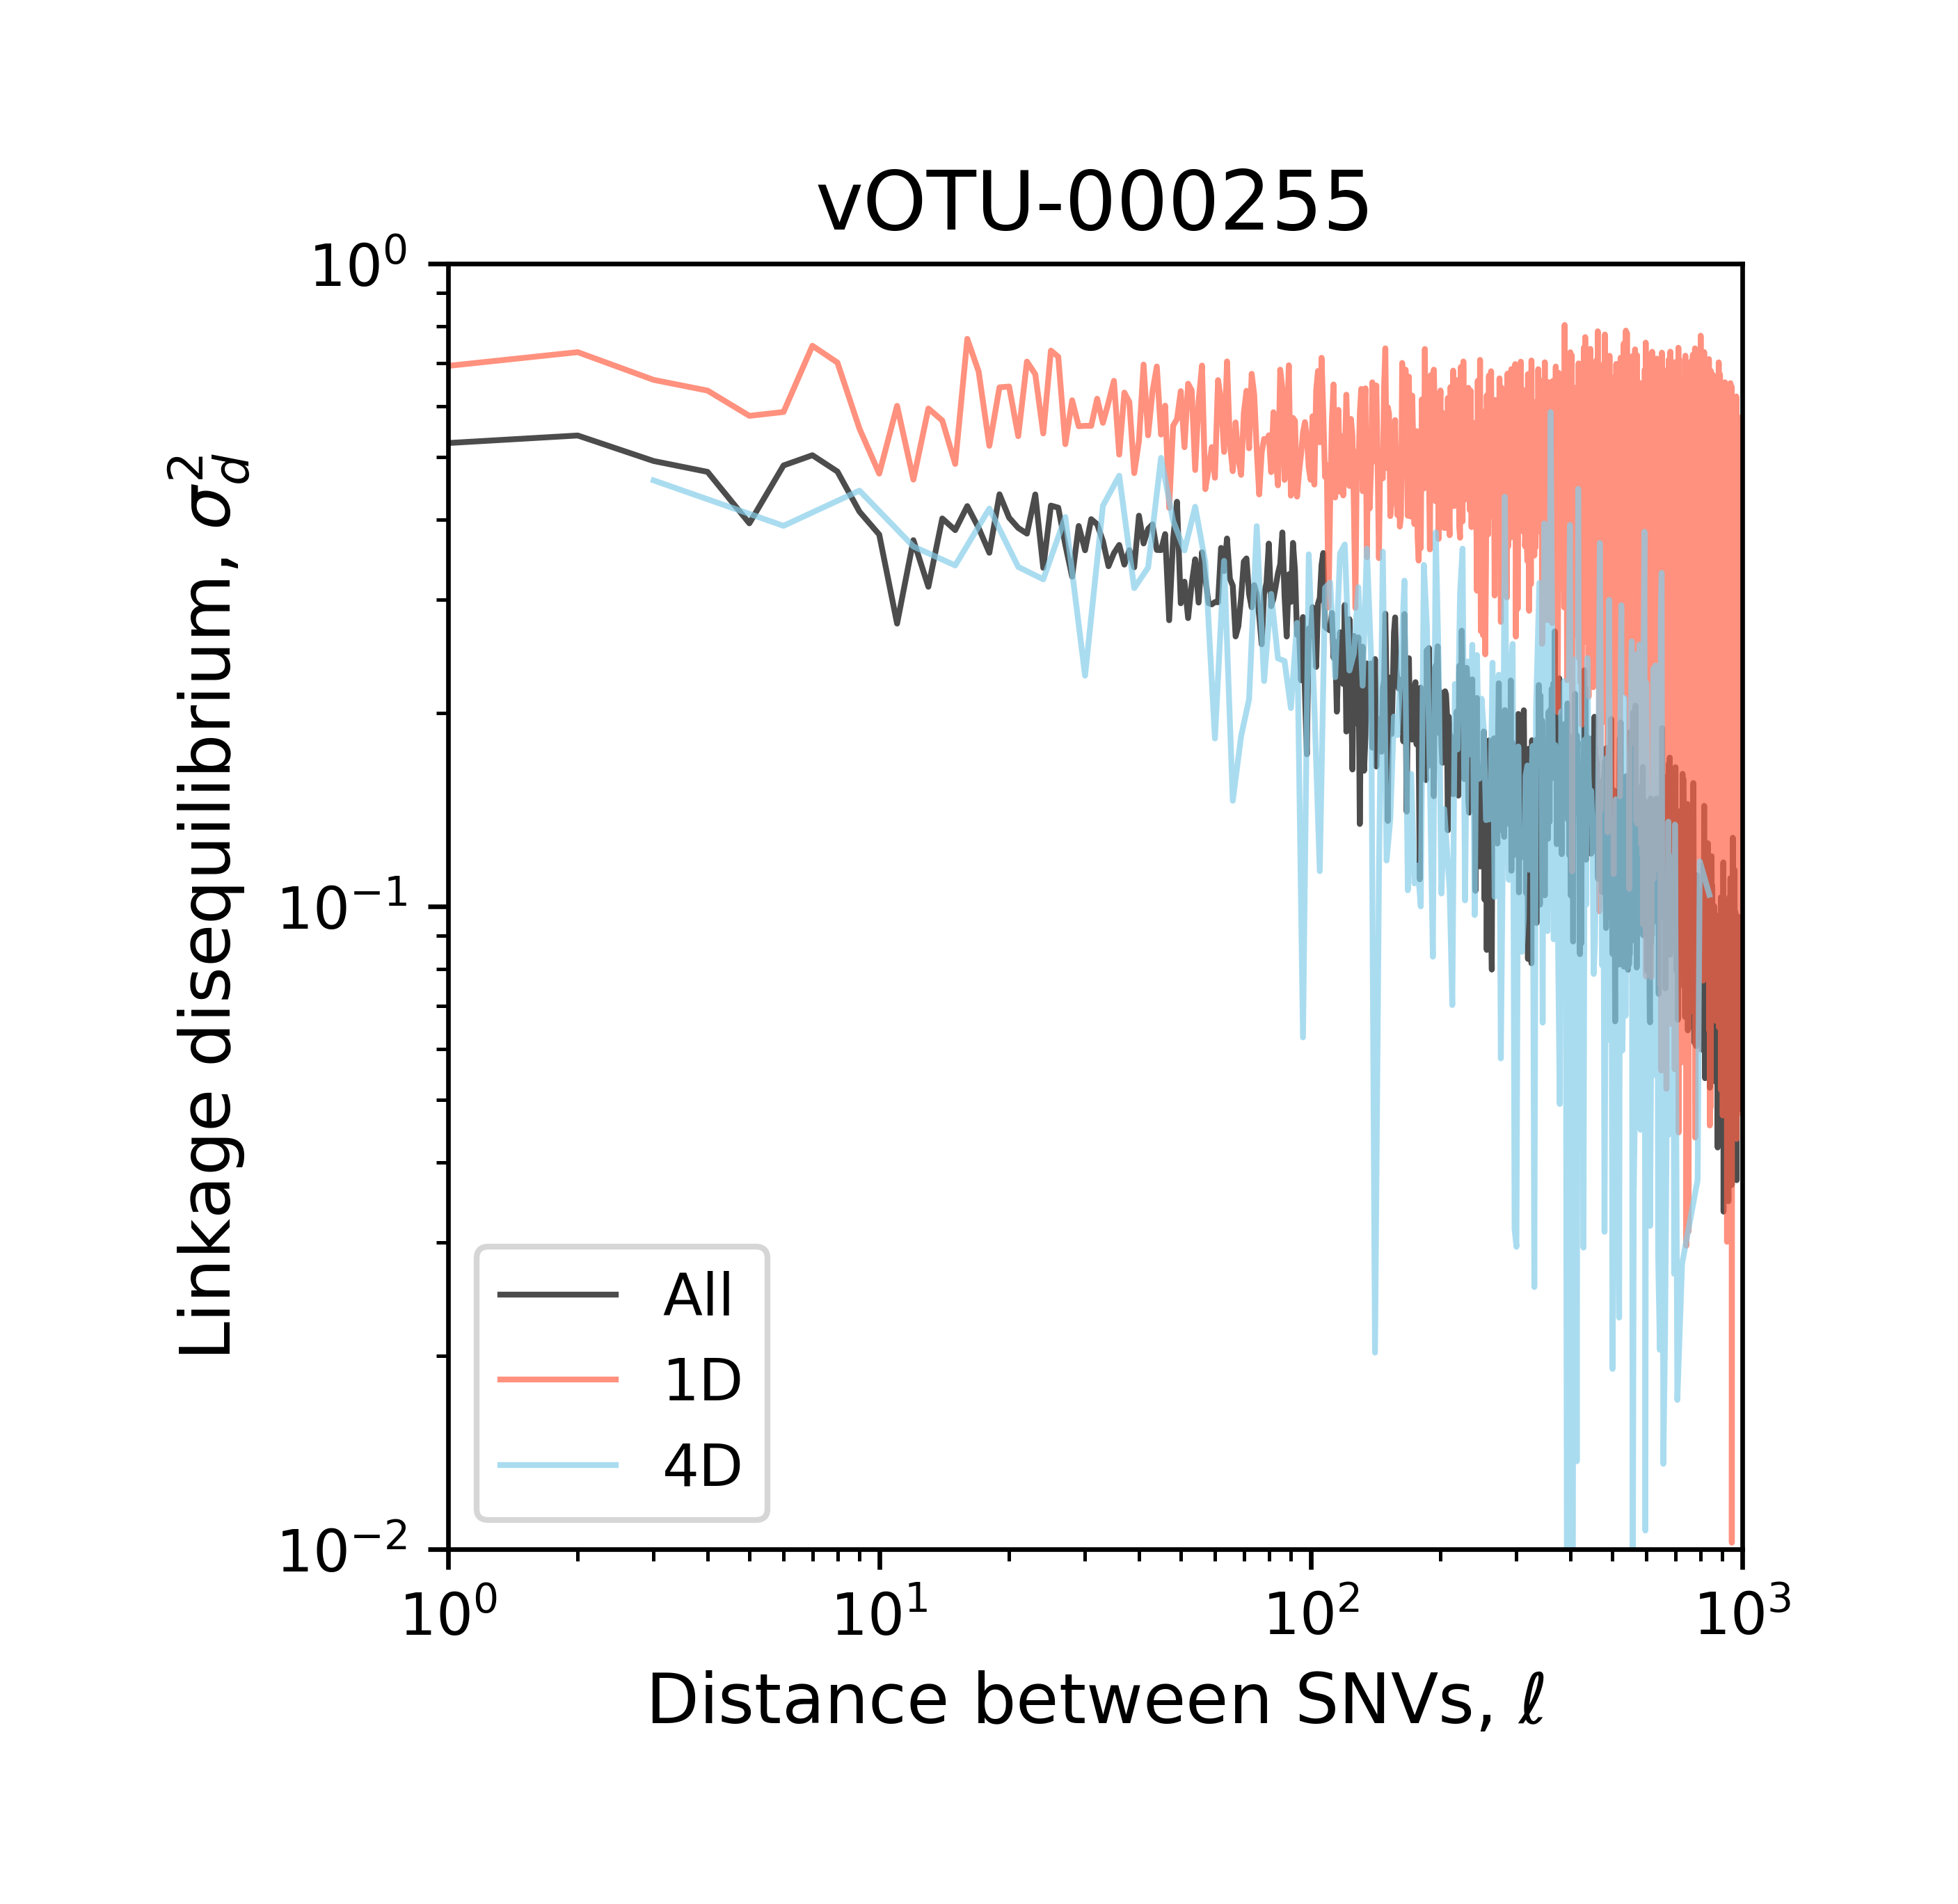 vOTU-000255
Linkage disequilibrium, σ²_d
10⁰
10⁻¹
10⁻²
All
1D
4D
10⁰ 10¹ 10² 10³
Distance between SNVs, ℓ